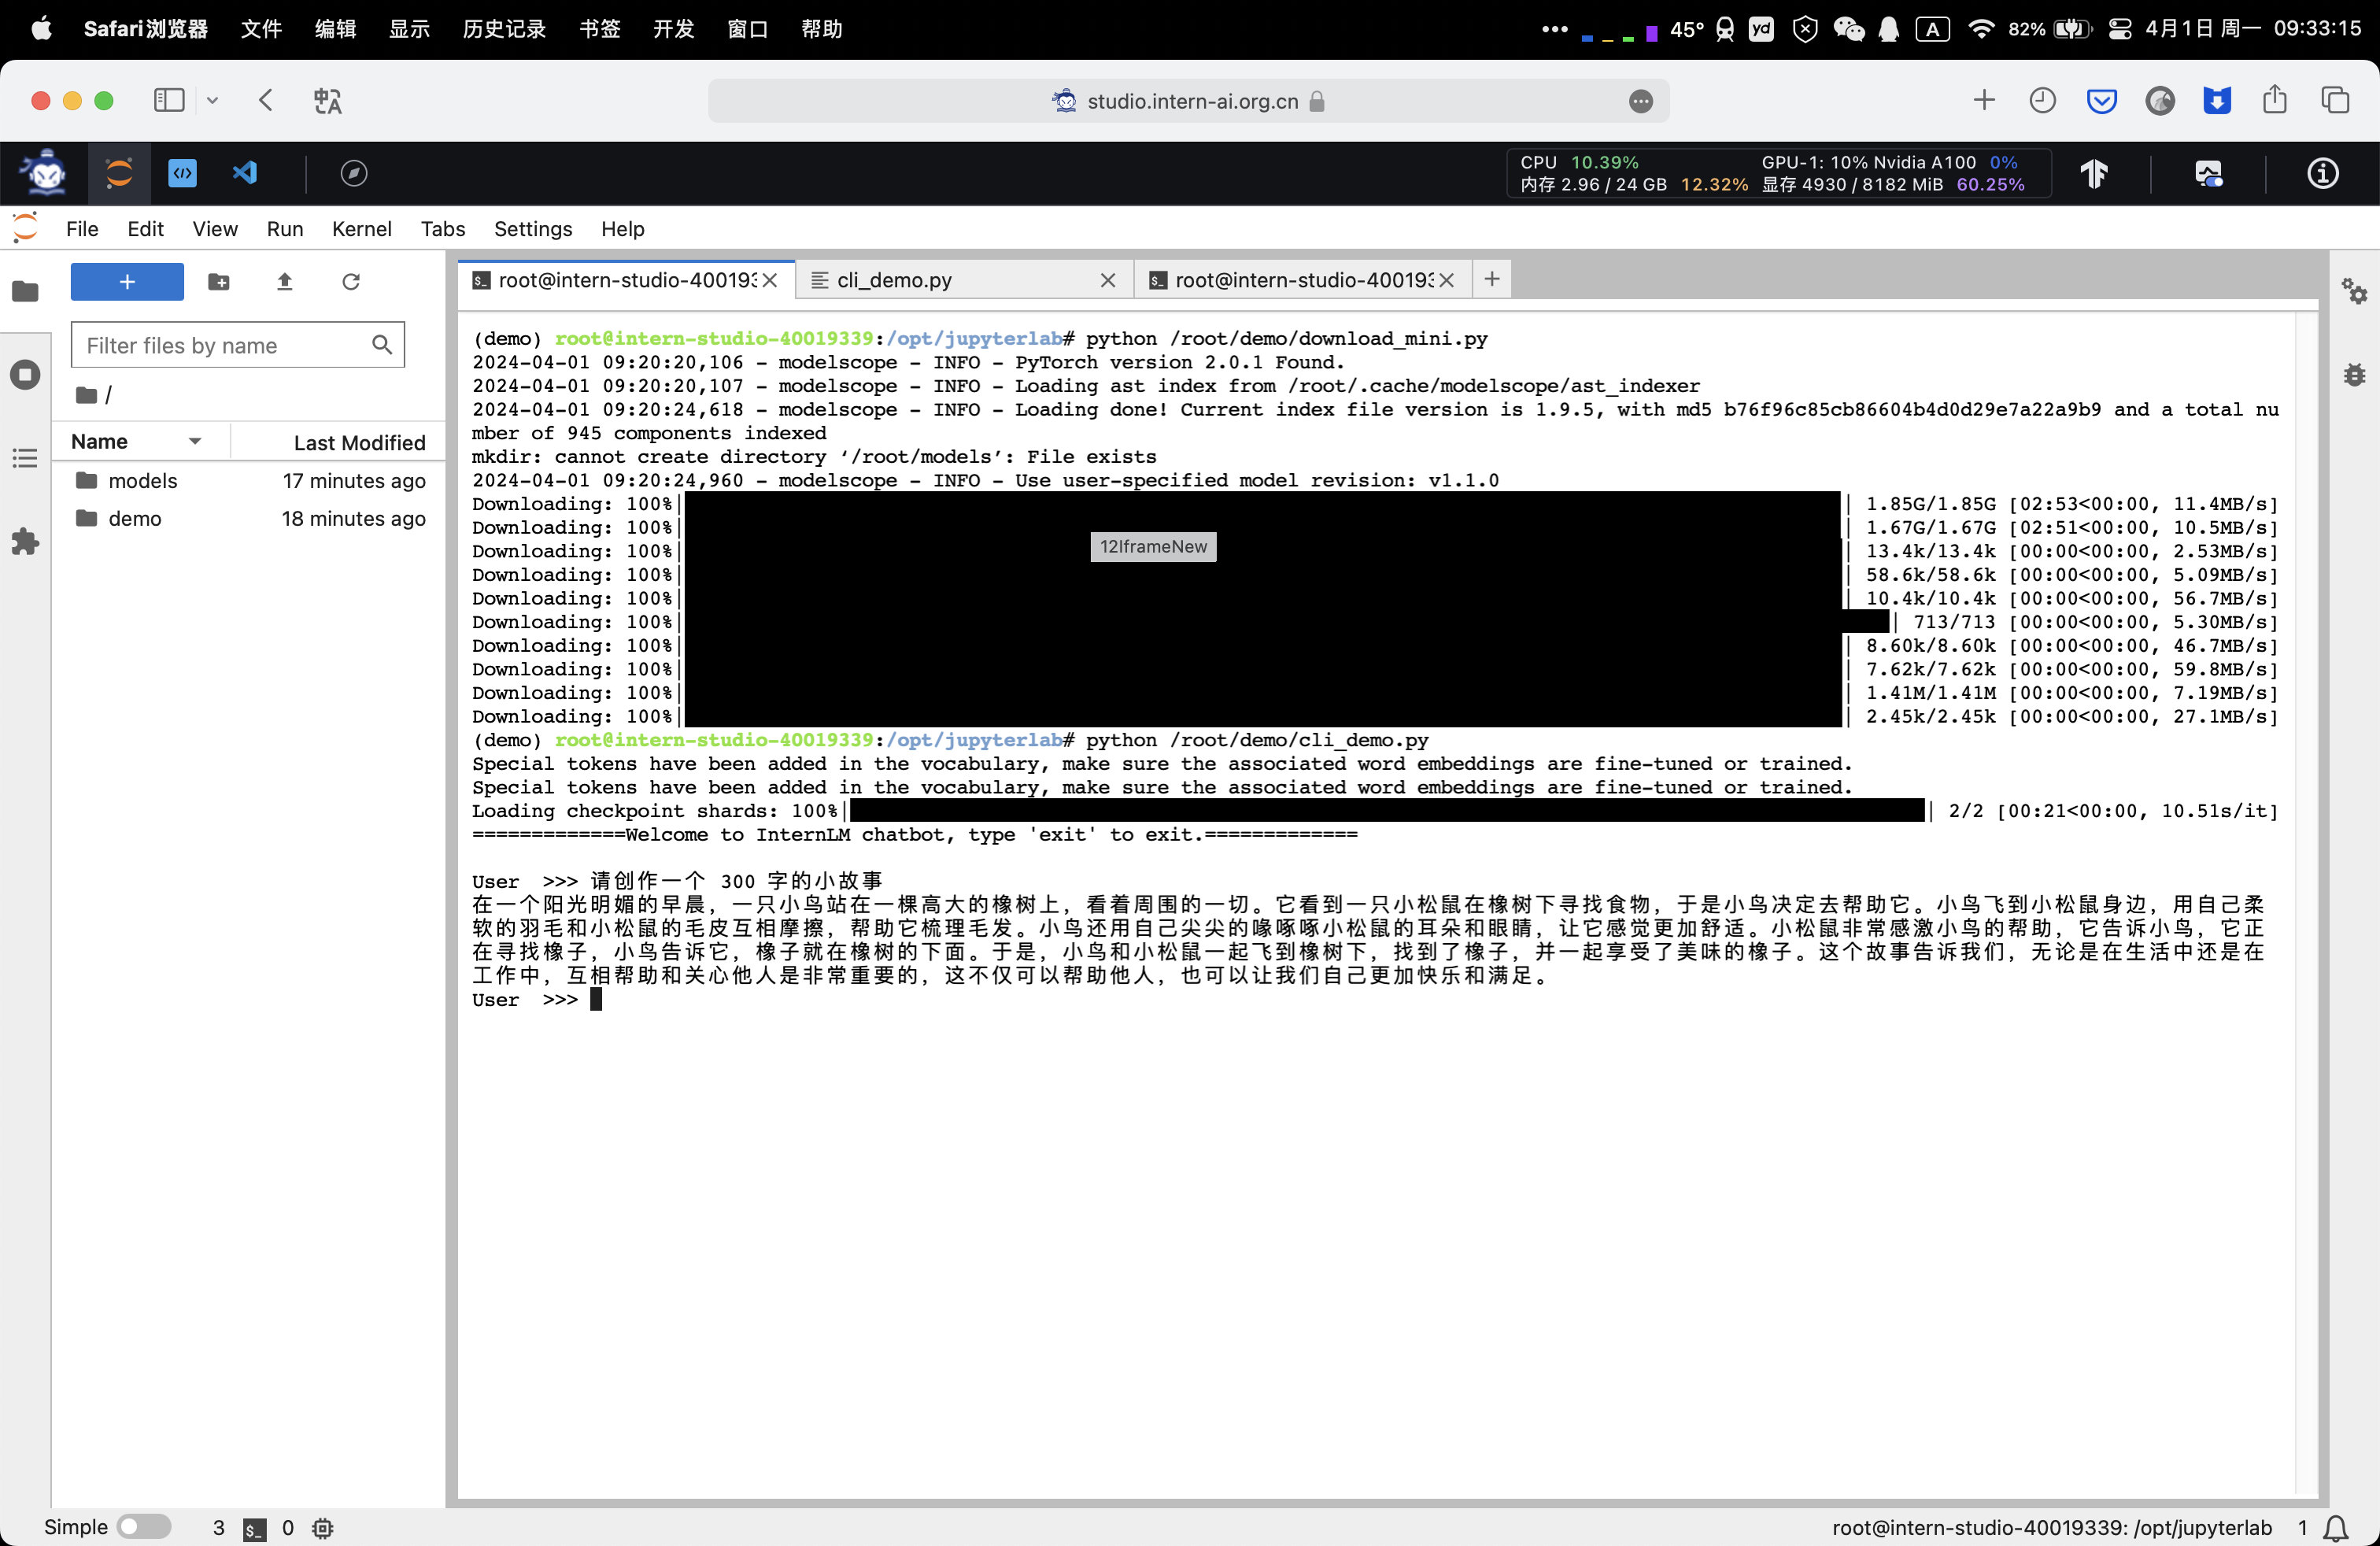 Safari浏览器 文件 编辑 显示 历史记录 书签 开发 窗口 帮助 45° yd A 82% 4月1日 周一 09:33:15
studio.intern-ai.org.cn
CPU 10.39% GPU-1: 10% Nvidia A100 0%
内存 2.96 / 24 GB 12.32% 显存 4930 / 8182 MiB 60.25%
File Edit View Run Kernel Tabs Settings Help
root@intern-studio-400193 cli_demo.py root@intern-studio-400193
Filter files by name
/
Name Last Modified
models 17 minutes ago
demo 18 minutes ago
(demo) root@intern-studio-40019339:/opt/jupyterlab# python /root/demo/download_mini.py
2024-04-01 09:20:20,106 - modelscope - INFO - PyTorch version 2.0.1 Found.
2024-04-01 09:20:20,107 - modelscope - INFO - Loading ast index from /root/.cache/modelscope/ast_indexer
2024-04-01 09:20:24,618 - modelscope - INFO - Loading done! Current index file version is 1.9.5, with md5 b76f96c85cb86604b4d0d29e7a22a9b9 and a total nu
mber of 945 components indexed
mkdir: cannot create directory ‘/root/models’: File exists
2024-04-01 09:20:24,960 - modelscope - INFO - Use user-specified model revision: v1.1.0
Downloading: 100%| | 1.85G/1.85G [02:53<00:00, 11.4MB/s]
Downloading: 100%| | 1.67G/1.67G [02:51<00:00, 10.5MB/s]
12IframeNew
Downloading: 100%| | 13.4k/13.4k [00:00<00:00, 2.53MB/s]
Downloading: 100%| | 58.6k/58.6k [00:00<00:00, 5.09MB/s]
Downloading: 100%| | 10.4k/10.4k [00:00<00:00, 56.7MB/s]
Downloading: 100%| | 713/713 [00:00<00:00, 5.30MB/s]
Downloading: 100%| | 8.60k/8.60k [00:00<00:00, 46.7MB/s]
Downloading: 100%| | 7.62k/7.62k [00:00<00:00, 59.8MB/s]
Downloading: 100%| | 1.41M/1.41M [00:00<00:00, 7.19MB/s]
Downloading: 100%| | 2.45k/2.45k [00:00<00:00, 27.1MB/s]
(demo) root@intern-studio-40019339:/opt/jupyterlab# python /root/demo/cli_demo.py
Special tokens have been added in the vocabulary, make sure the associated word embeddings are fine-tuned or trained.
Special tokens have been added in the vocabulary, make sure the associated word embeddings are fine-tuned or trained.
Loading checkpoint shards: 100%| | 2/2 [00:21<00:00, 10.51s/it]
=============Welcome to InternLM chatbot, type 'exit' to exit.=============
User >>> 请创作一个 300 字的小故事
在一个阳光明媚的早晨，一只小鸟站在一棵高大的橡树上，看着周围的一切。它看到一只小松鼠在橡树下寻找食物，于是小鸟决定去帮助它。小鸟飞到小松鼠身边，用自己柔
软的羽毛和小松鼠的毛皮互相摩擦，帮助它梳理毛发。小鸟还用自己尖尖的喙啄啄小松鼠的耳朵和眼睛，让它感觉更加舒适。小松鼠非常感激小鸟的帮助，它告诉小鸟，它正
在寻找橡子，小鸟告诉它，橡子就在橡树的下面。于是，小鸟和小松鼠一起飞到橡树下，找到了橡子，并一起享受了美味的橡子。这个故事告诉我们，无论是在生活中还是在
工作中，互相帮助和关心他人是非常重要的，这不仅可以帮助他人，也可以让我们自己更加快乐和满足。
User >>>
Simple 3 0 root@intern-studio-40019339: /opt/jupyterlab 1